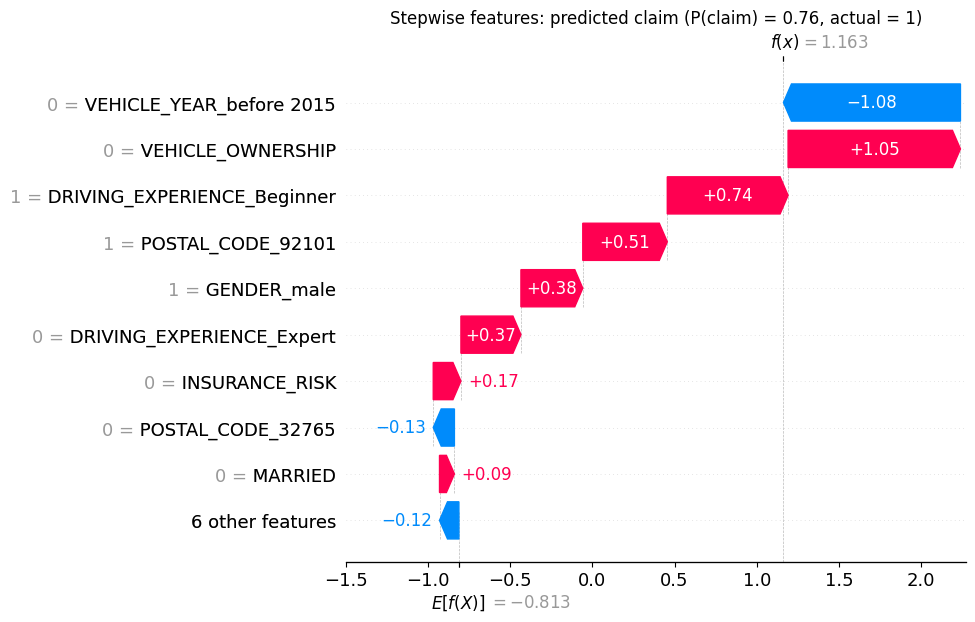 Stepwise features: predicted claim (P(claim) = 0.76, actual = 1)
f(x) = 1.163
0 = VEHICLE_YEAR_before 2015
−1.08
0 = VEHICLE_OWNERSHIP
+1.05
1 = DRIVING_EXPERIENCE_Beginner
+0.74
1 = POSTAL_CODE_92101
+0.51
1 = GENDER_male
+0.38
0 = DRIVING_EXPERIENCE_Expert
+0.37
0 = INSURANCE_RISK
+0.17
0 = POSTAL_CODE_32765
−0.13
0 = MARRIED
+0.09
6 other features
−0.12
−1.5 −1.0 −0.5 0.0 0.5 1.0 1.5 2.0
E[f(X)] = −0.813